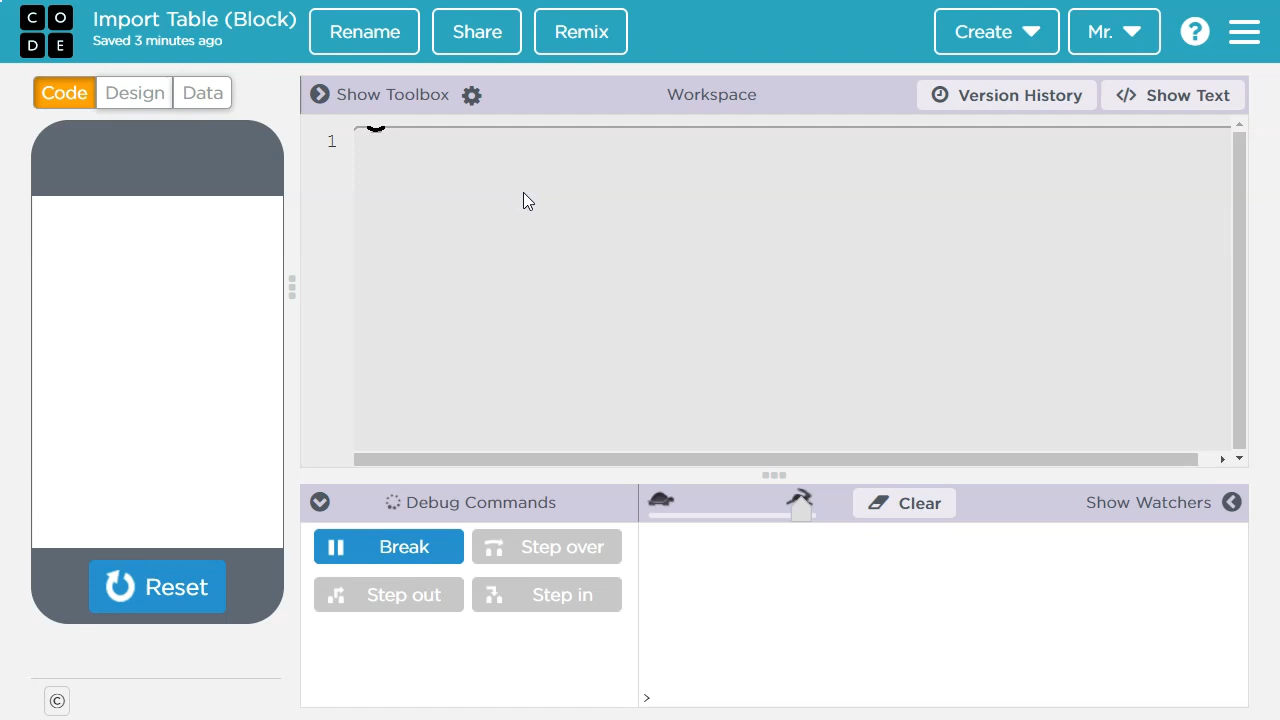 C O
D E
Import Table (Block)
Saved 3 minutes ago
Rename
Share
Remix
Create
Mr.
?
Code
Design
Data
Show Toolbox
Workspace
Version History
</> Show Text
1
Reset
Debug Commands
Clear
Show Watchers
Break
Step over
Step out
Step in
>
©